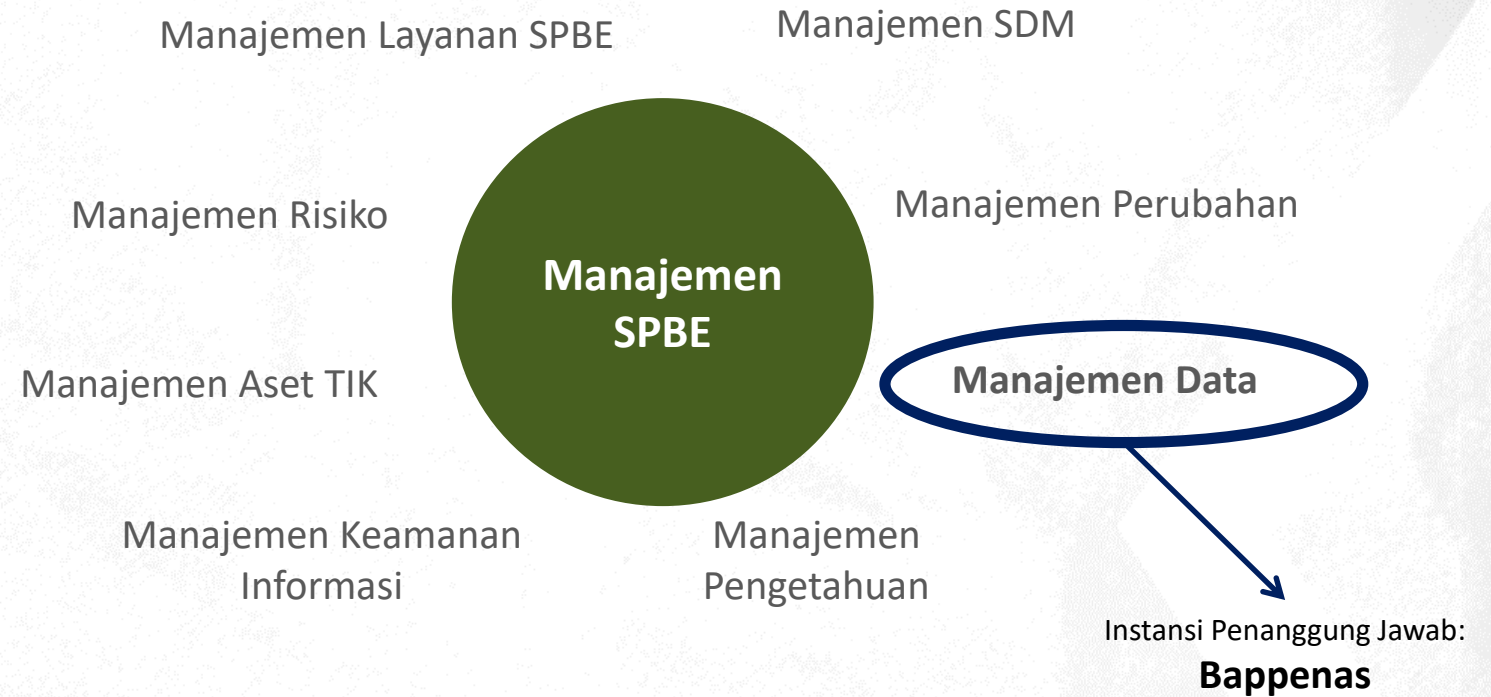 Manajemen Layanan SPBE
Manajemen SDM
Manajemen Risiko
Manajemen Perubahan
Manajemen
SPBE
Manajemen Aset TIK
Manajemen Data
Manajemen Keamanan
Informasi
Manajemen
Pengetahuan
Instansi Penanggung Jawab:
Bappenas